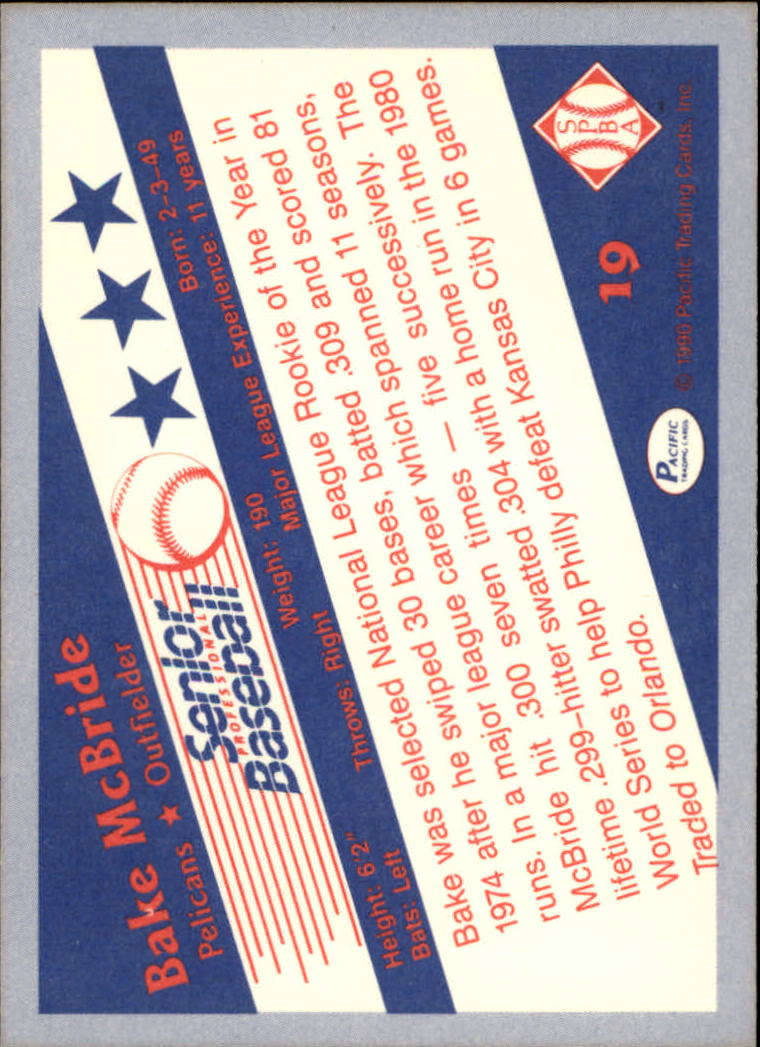 Bake McBride
Pelicans ★ Outfielder
Senior
PROFESSIONAL
Baseball
Height: 6'2" Weight: 190 Born: 2-3-49
Bats: Left Throws: Right Major League Experience: 11 years
Bake was selected National League Rookie of the Year in
1974 after he swiped 30 bases, batted .309 and scored 81
runs. In a major league career which spanned 11 seasons,
McBride hit .300 seven times — five successively. The
lifetime .299-hitter swatted .304 with a home run in the 1980
World Series to help Philly defeat Kansas City in 6 games.
Traded to Orlando.
SPBA
19
PACIFIC
TRADING CARDS
© 1990 Pacific Trading Cards, Inc.